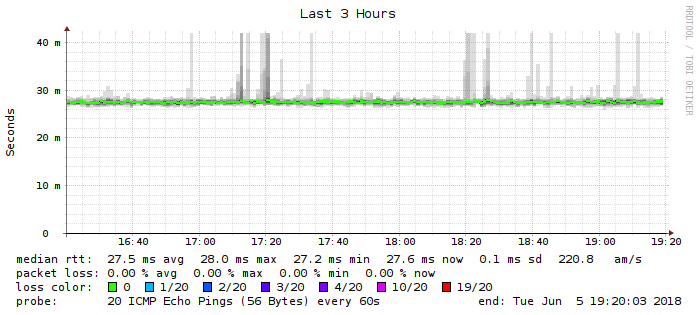 Last 3 Hours
RRDTOOL / TOBI OETIKER
Seconds
40 m
30 m
20 m
10 m
0
16:40 17:00 17:20 17:40 18:00 18:20 18:40 19:00 19:20
median rtt: 27.5 ms avg 28.0 ms max 27.2 ms min 27.6 ms now 0.1 ms sd 220.8 am/s
packet loss: 0.00 % avg 0.00 % max 0.00 % min 0.00 % now
loss color: 0 1/20 2/20 3/20 4/20 10/20 19/20
probe: 20 ICMP Echo Pings (56 Bytes) every 60s end: Tue Jun 5 19:20:03 2018